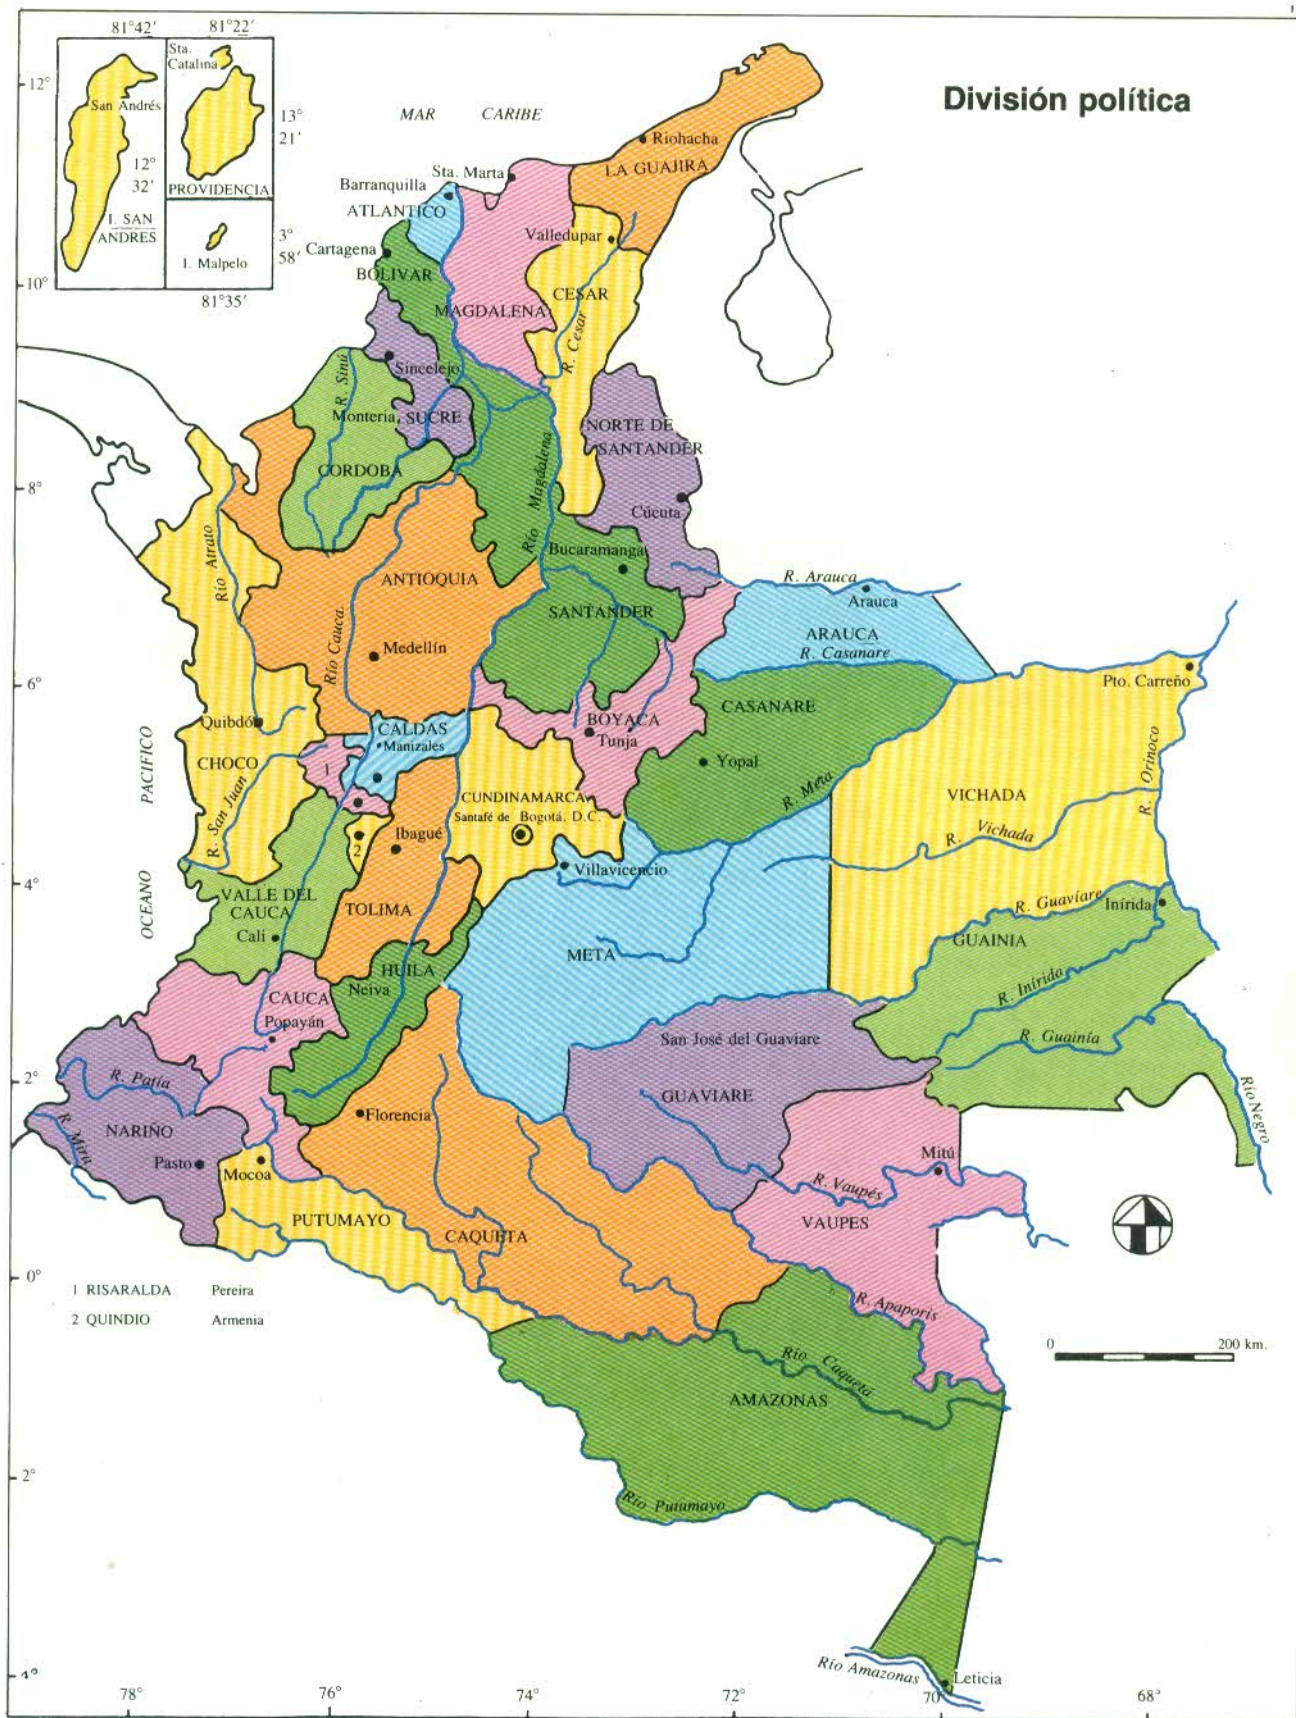 81°42′
81°22′
Sta.
Catalina
San Andrés
13°
21′
12°
32′
PROVIDENCIA
I. SAN
ANDRES
3°
58′
I. Malpelo
81°35′
División política
MAR CARIBE
12°
10°
8°
6°
4°
2°
0°
2°
4°
Riohacha
LA GUAJIRA
Sta. Marta
Barranquilla
ATLANTICO
Valledupar
Cartagena
BOLIVAR
CESAR
MAGDALENA
R. Cesar
Sincelejo
R. Sinú
Montería
SUCRE
NORTE DE
SANTANDER
CORDOBA
Río Magdalena
Cúcuta
Río Atrato
Bucaramanga
ANTIOQUIA
R. Arauca
Arauca
SANTANDER
Río Cauca.
ARAUCA
R. Casanare
Medellín
Pto. Carreño
CASANARE
Quibdó
CALDAS
Manizales
BOYACA
Tunja
OCEANO PACIFICO
CHOCO
1
Yopal
R. Orinoco
R. San Juan
R. Meta
VICHADA
CUNDINAMARCA
Santafé de Bogotá. D.C.
Ibagué
R. Vichada
2
Villavicencio
VALLE DEL
CAUCA
TOLIMA
R. Guaviare
Inírida
Cali
GUAINIA
META
HUILA
Neiva
R. Inírida
CAUCA
Popayán
San José del Guaviare
R. Guainía
R. Patía
GUAVIARE
Río Negro
Florencia
NARIÑO
R. Mira
Pasto
Mocoa
Mitú
R. Vaupés
VAUPES
PUTUMAYO
CAQUETA
1 RISARALDA Pereira
2 QUINDIO Armenia
R. Apaporis
0 200 km.
Río Caquetá
AMAZONAS
Río Putumayo
Río Amazonas
Leticia
78° 76° 74° 72° 70° 68°